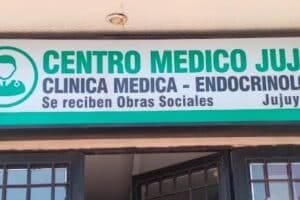 CENTRO MEDICO JUJ
CLINICA MEDICA - ENDOCRINOL
Se reciben Obras Sociales Jujuy